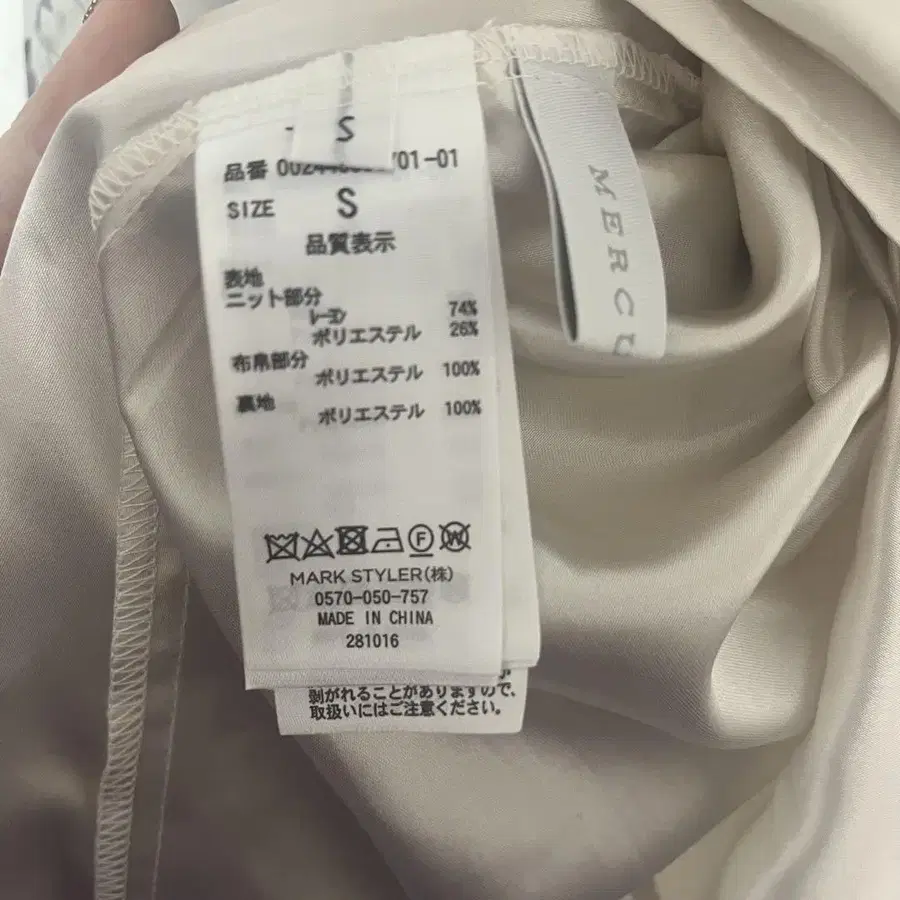 S
品番 00244 701-01
SIZE S
品質表示
表地
ニット部分
レーヨン 74%
ポリエステル 26%
布帛部分
ポリエステル 100%
裏地
ポリエステル 100%
F W
MARK STYLER(株)
0570-050-757
MADE IN CHINA
281016
剥がれることがありますので、
取扱いにはご注意ください。
MERCU